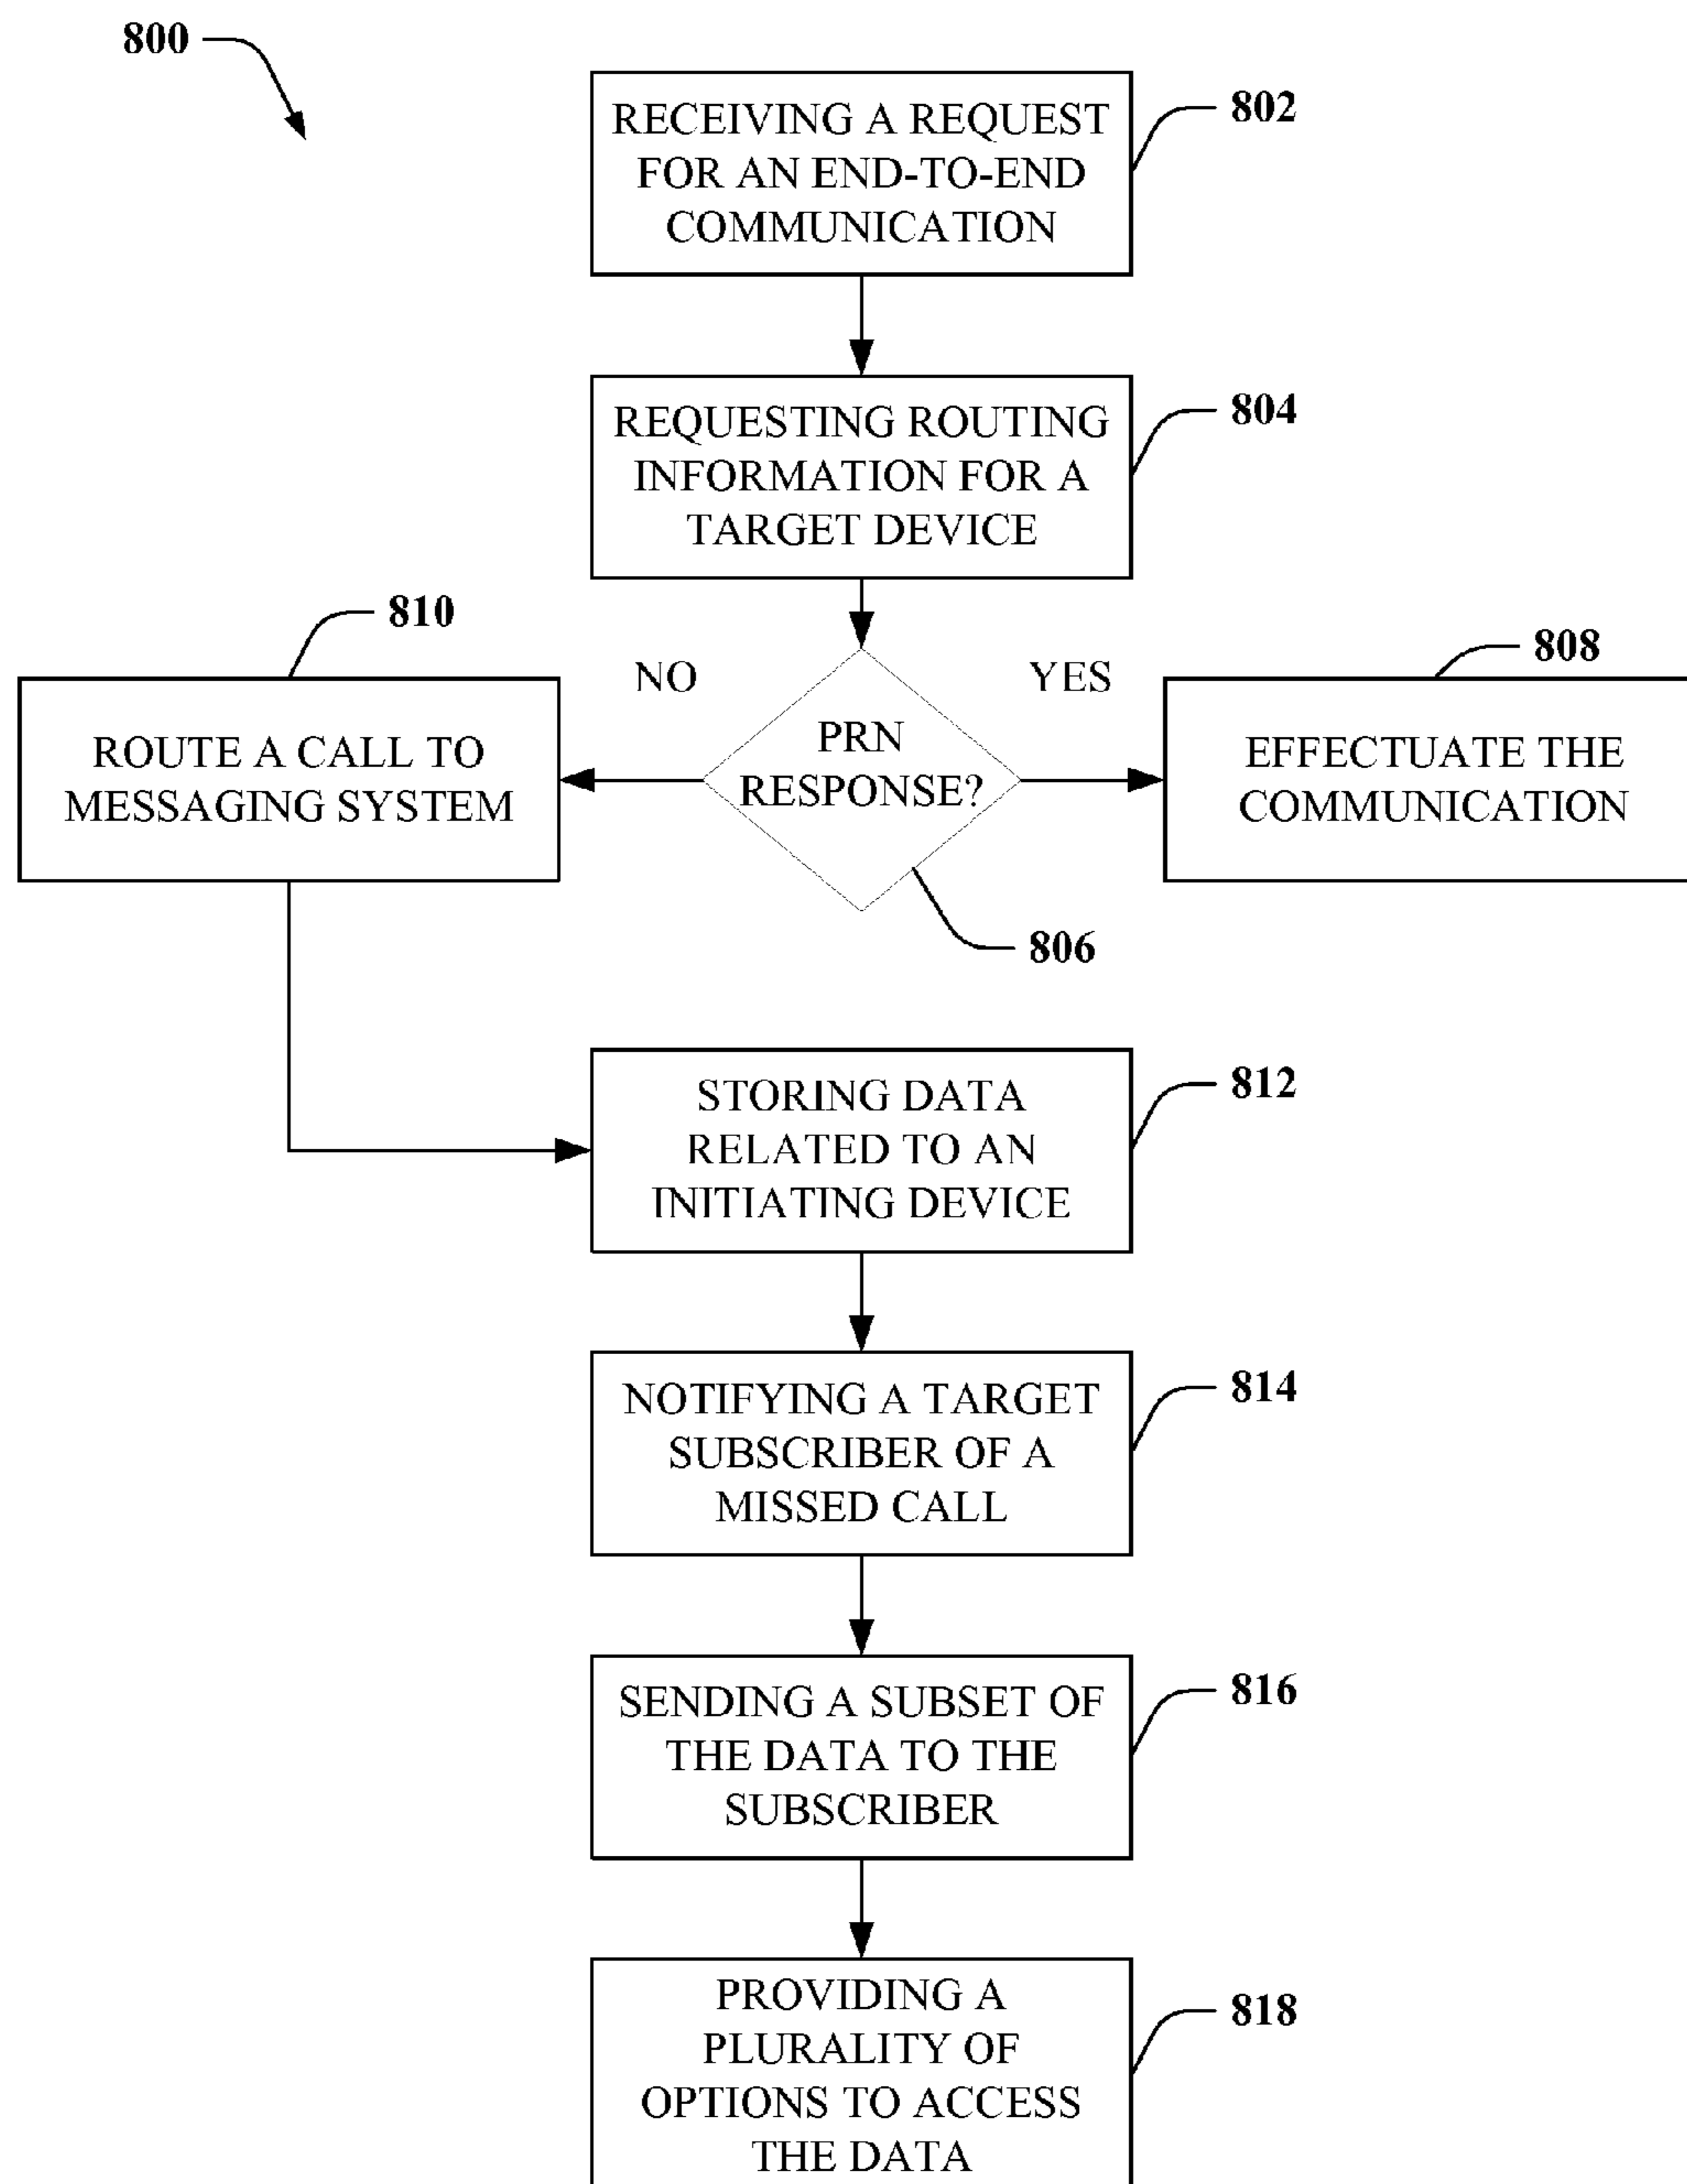 800
RECEIVING A REQUEST
FOR AN END-TO-END
COMMUNICATION
802
REQUESTING ROUTING
INFORMATION FOR A
TARGET DEVICE
804
810
NO
YES
808
ROUTE A CALL TO
MESSAGING SYSTEM
PRN
RESPONSE?
EFFECTUATE THE
COMMUNICATION
806
STORING DATA
RELATED TO AN
INITIATING DEVICE
812
NOTIFYING A TARGET
SUBSCRIBER OF A
MISSED CALL
814
SENDING A SUBSET OF
THE DATA TO THE
SUBSCRIBER
816
PROVIDING A
PLURALITY OF
OPTIONS TO ACCESS
THE DATA
818